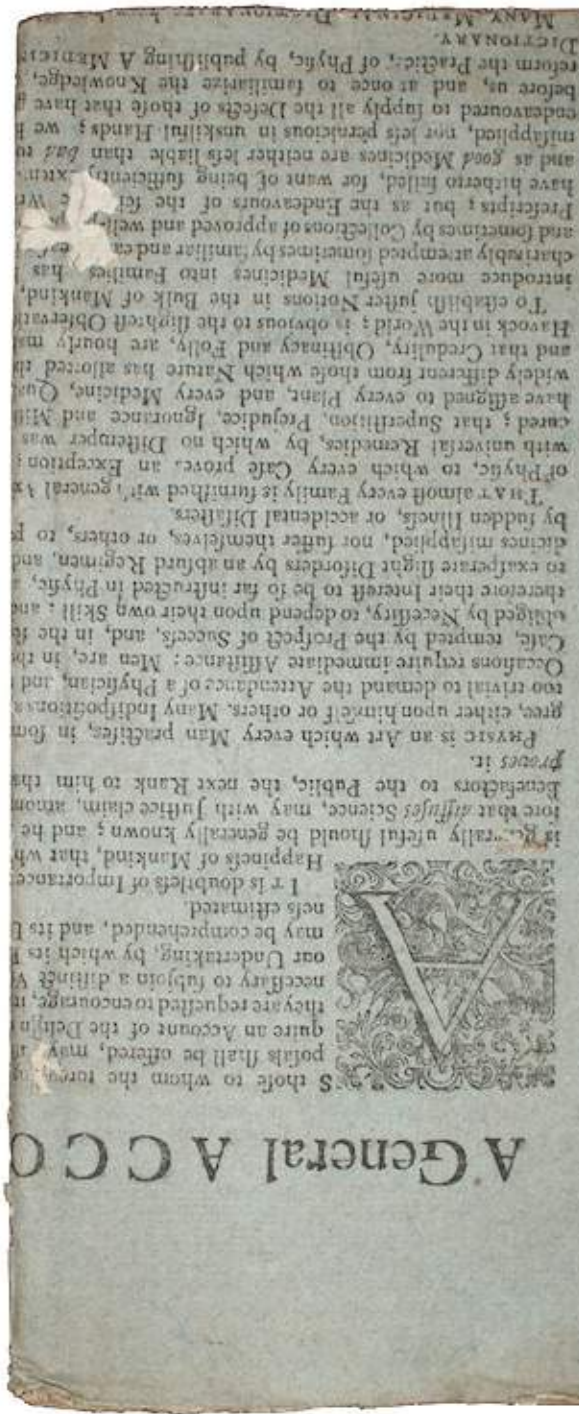 A General ACCO
AS thoſe to whom the forego
poſals ſhall be offered, may
quire an Account of the Deſign
they are requeſted to encourage,
neceſſary to ſubjoin a diſtinct
our Undertaking, by which its
may be comprehended, and its
neſs eſtimated.
IT is doubtleſs of Importance
Happineſs of Mankind, that wh
is generally uſeful ſhould be generally known; and he
fore that diffuſes Science, may with Juſtice claim, amon
Benefactors to the Public, the next Rank to him tha
proves it.
PHYSIC is an Art which every Man practiſes, in ſom
gree, either upon himſelf or others. Many Indiſpoſitions
too trivial to demand the Attendance of a Phyſician, and
Occaſions require immediate Aſſiſtance: Men are, in the
Caſe, tempted by the Proſpect of Succeſs, and, in the ſe
obliged by Neceſſity, to depend upon their own Skill; and
therefore their Intereſt to be ſo far inſtructed in Phyſic,
to exaſperate ſlight Diſorders by an abſurd Regimen, and
dicines miſapplied, nor ſuffer themſelves, or others, to p
by ſudden Illneſs, or accidental Diſaſters.
THAT almoſt every Family is furniſhed with general
of Phyſic, to which every Caſe proves an Exception;
with univerſal Remedies, by which no Diſtemper was
cured; that Superſtition, Prejudice, Ignorance and Miſt
have aſſigned to every Plant, and every Medicine, Qua
widely different from thoſe which Nature has allotted th
and that Credulity, Obſtinacy and Folly, are hourly ma
Havock in the World; is obvious to the ſlighteſt Obſervati
To eſtabliſh juſter Notions in the Bulk of Mankind,
introduce more uſeful Medicines into Families has
charitably attempted ſometimes by familiar and
and ſometimes by Collections of approved and well
Preſcripts; but as the Endeavours of the Wr
have hitherto failed, for want of being ſufficiently exten
and as good Medicines are neither leſs liable than bad to
miſapplied, nor leſs pernicious in unskilful Hands; we h
endeavoured to ſupply all the Defects of thoſe that have g
before us, and at once to familiarize the Knowledge,
reform the Practice, of Phyſic, by publiſhing A MEDICIN
DICTIONARY.
MANY MEDICINAL DICTIONARIES